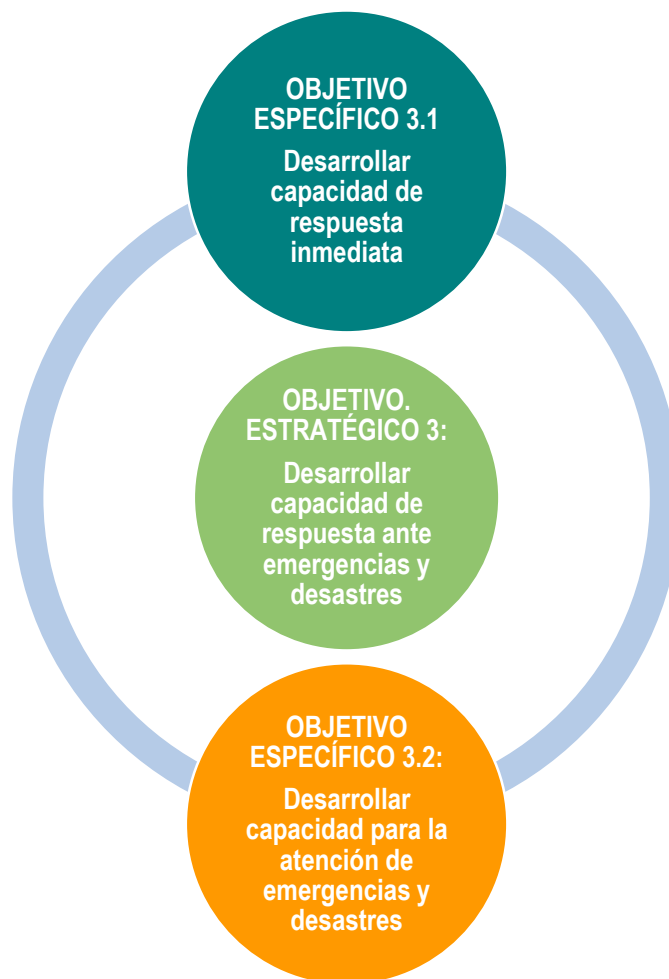 OBJETIVO
ESPECÍFICO 3.1
Desarrollar
capacidad de
respuesta
inmediata
OBJETIVO.
ESTRATÉGICO 3:
Desarrollar
capacidad de
respuesta ante
emergencias y
desastres
OBJETIVO
ESPECÍFICO 3.2:
Desarrollar
capacidad para la
atención de
emergencias y
desastres